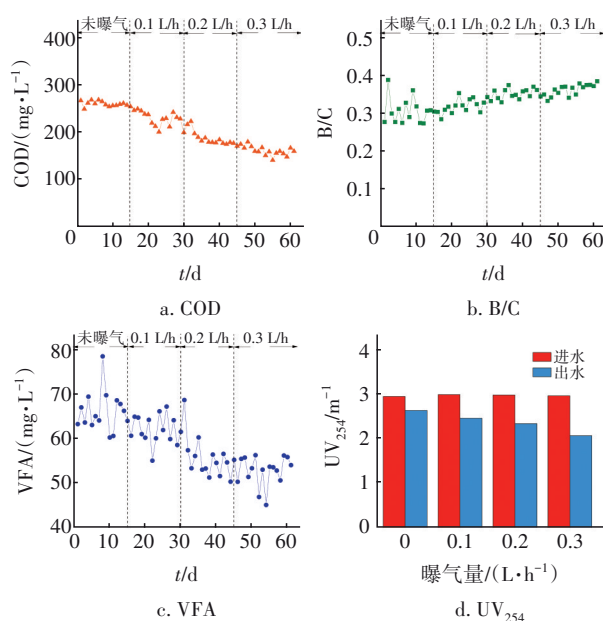 未曝气 0.1 L/h 0.2 L/h 0.3 L/h
400
300
200
100
COD/(mg•L⁻¹)
0 10 20 30 40 50 60
t/d
a. COD
未曝气 0.1 L/h 0.2 L/h 0.3 L/h
0.5
0.4
0.3
0.2
0.1
B/C
0 10 20 30 40 50 60
t/d
b. B/C
未曝气 0.1 L/h 0.2 L/h 0.3 L/h
80
70
60
50
40
VFA/(mg•L⁻¹)
0 10 20 30 40 50 60
t/d
c. VFA
进水
出水
4
3
2
1
0
UV₂₅₄/m⁻¹
0 0.1 0.2 0.3
曝气量/(L•h⁻¹)
d. UV₂₅₄